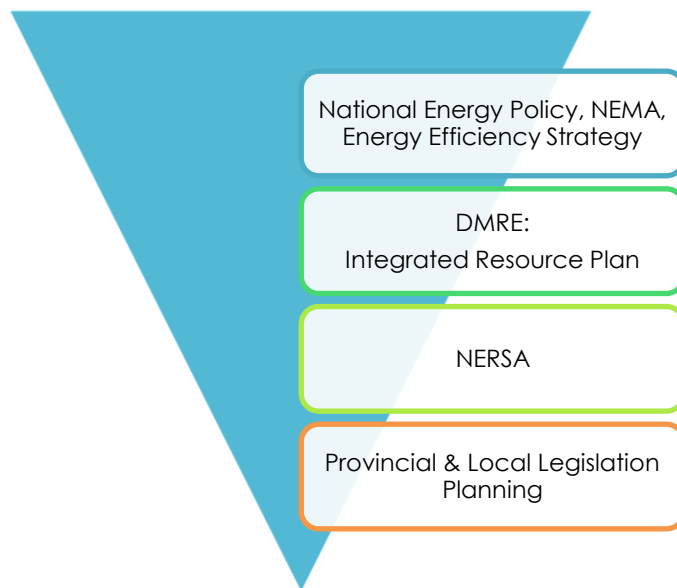 National Energy Policy, NEMA,
Energy Efficiency Strategy
DMRE:
Integrated Resource Plan
NERSA
Provincial & Local Legislation
Planning